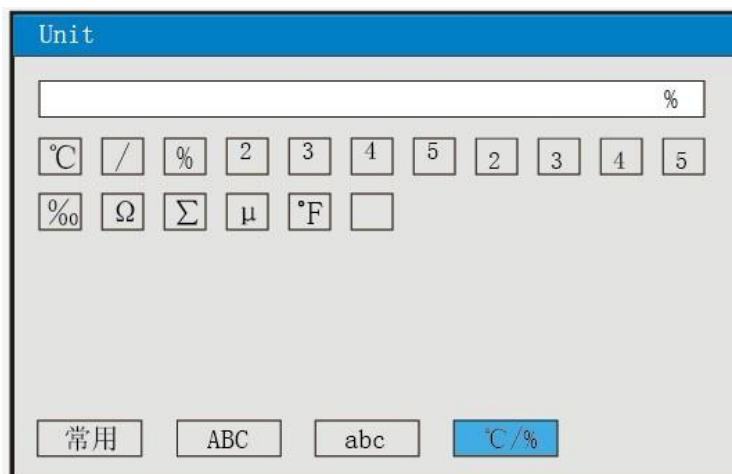 Unit
%
℃ / % ² ³ ⁴ ⁵ ₂ ₃ ₄ ₅
‰ Ω Σ μ ℉
常用 ABC abc ℃/%